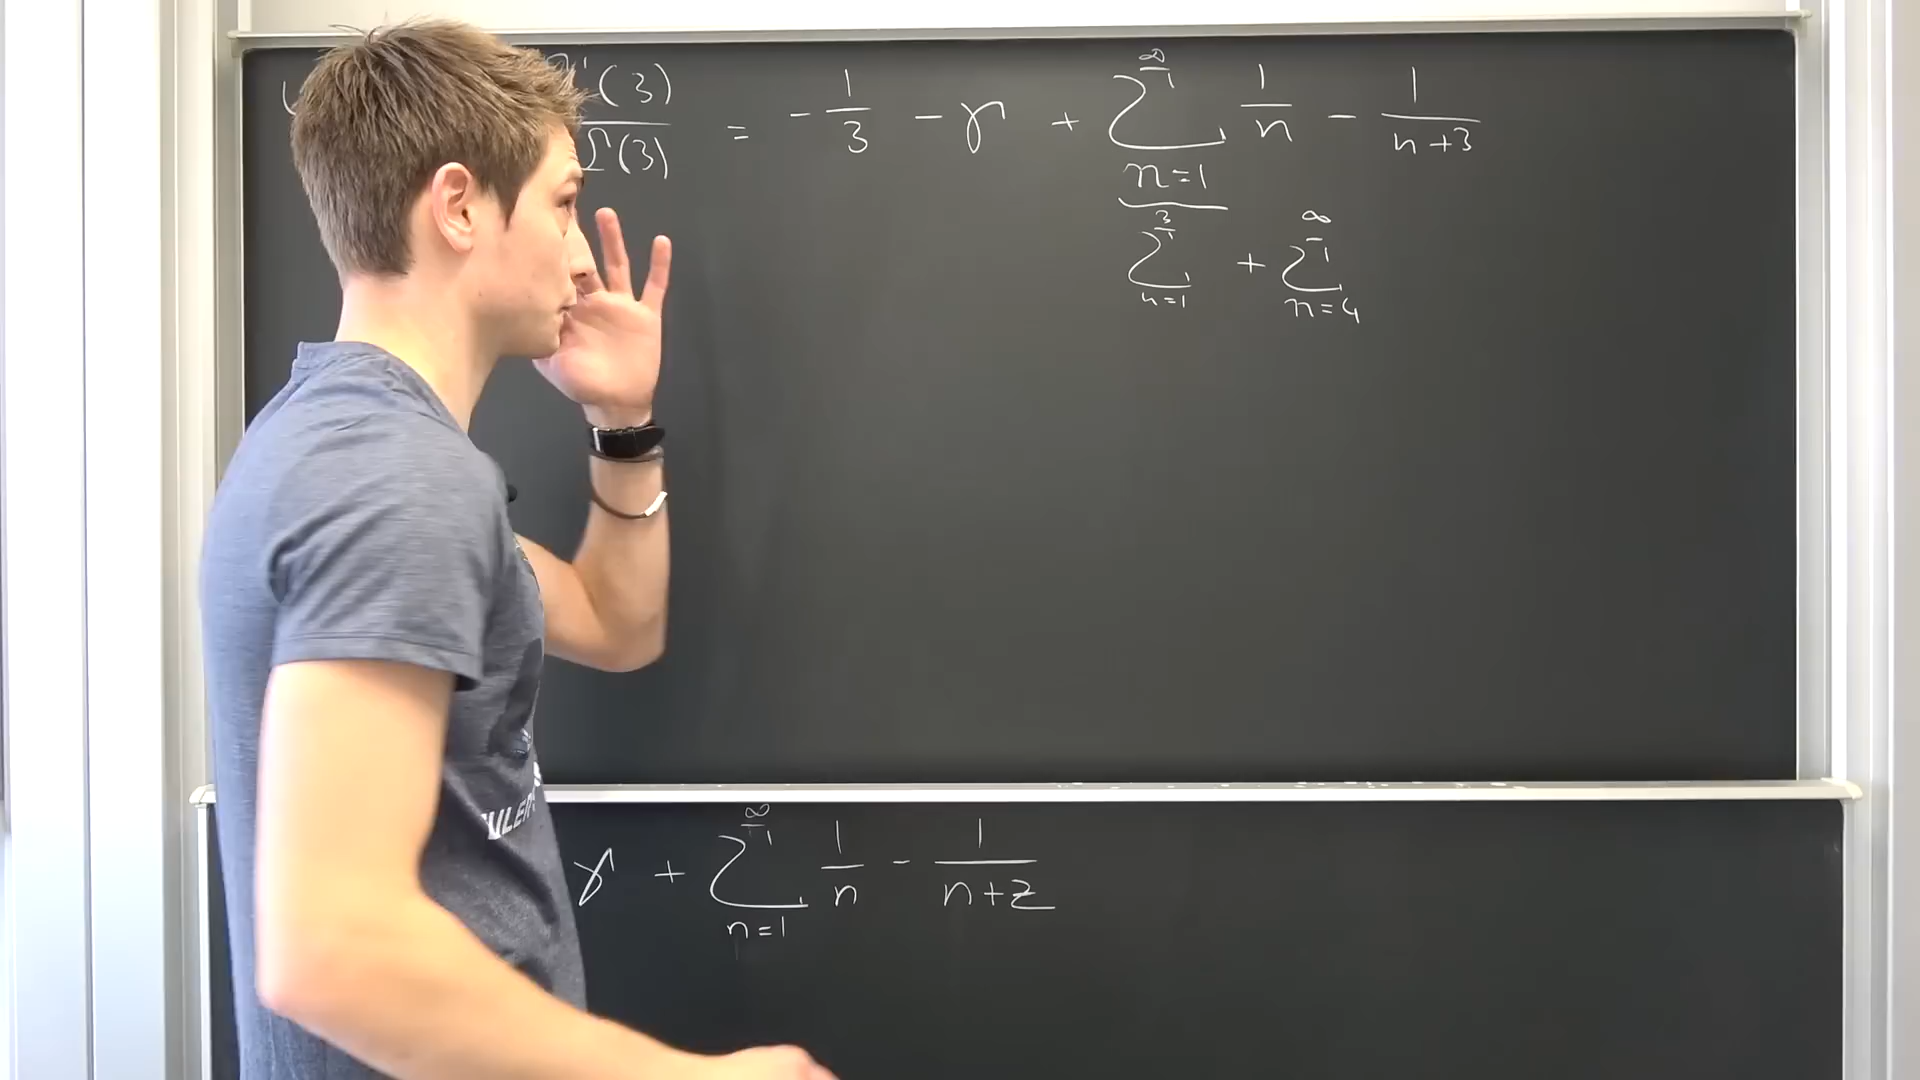 Γ'(3) / Γ(3) = - 1/3 - γ + ∑_{n=1}^{∞} 1/n - 1/(n+3)
∑_{n=1}^{3} + ∑_{n=4}^{∞}
γ + ∑_{n=1}^{∞} 1/n - 1/(n+z)